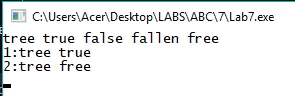 C:\Users\Acer\Desktop\LABS\ABC\7\Lab7.exe
tree true false fallen free
1:tree true
2:tree free